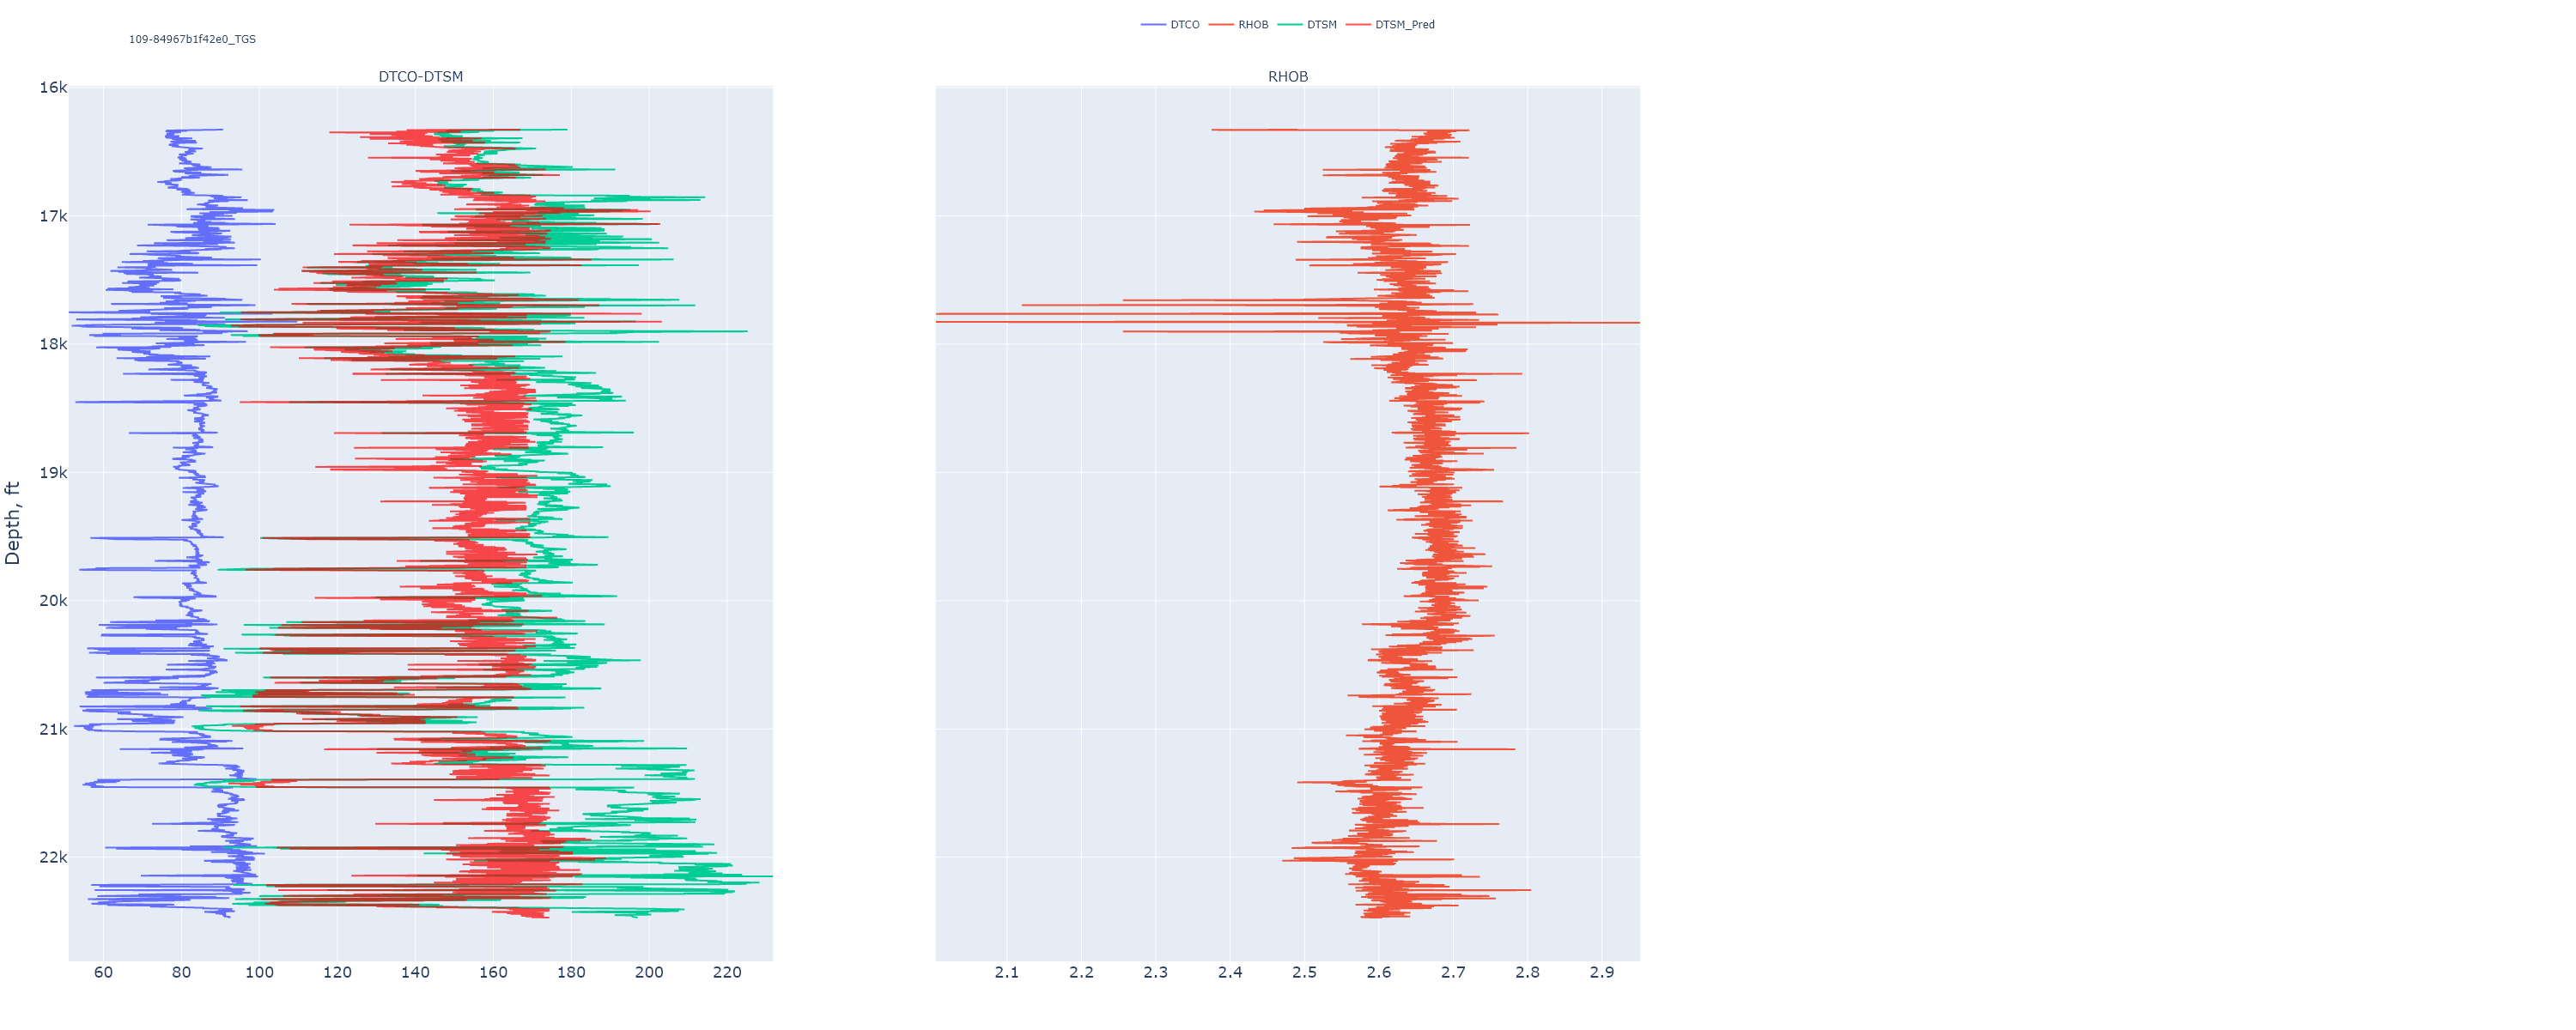 DTCO RHOB DTSM DTSM_Pred
109-84967b1f42e0_TGS
DTCO-DTSM
RHOB
Depth, ft
16k
17k
18k
19k
20k
21k
22k
60 80 100 120 140 160 180 200 220
2.1 2.2 2.3 2.4 2.5 2.6 2.7 2.8 2.9